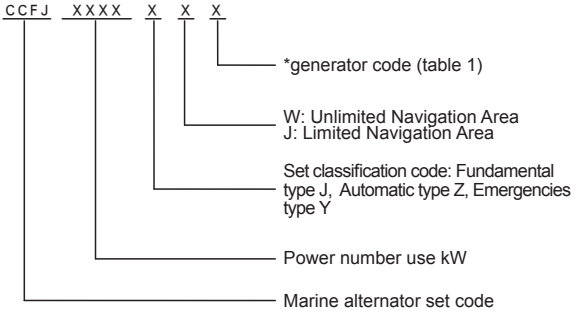 CCFJ XXXX X X X
*generator code (table 1)
W: Unlimited Navigation Area
J: Limited Navigation Area
Set classification code: Fundamental
type J, Automatic type Z, Emergencies
type Y
Power number use kW
Marine alternator set code